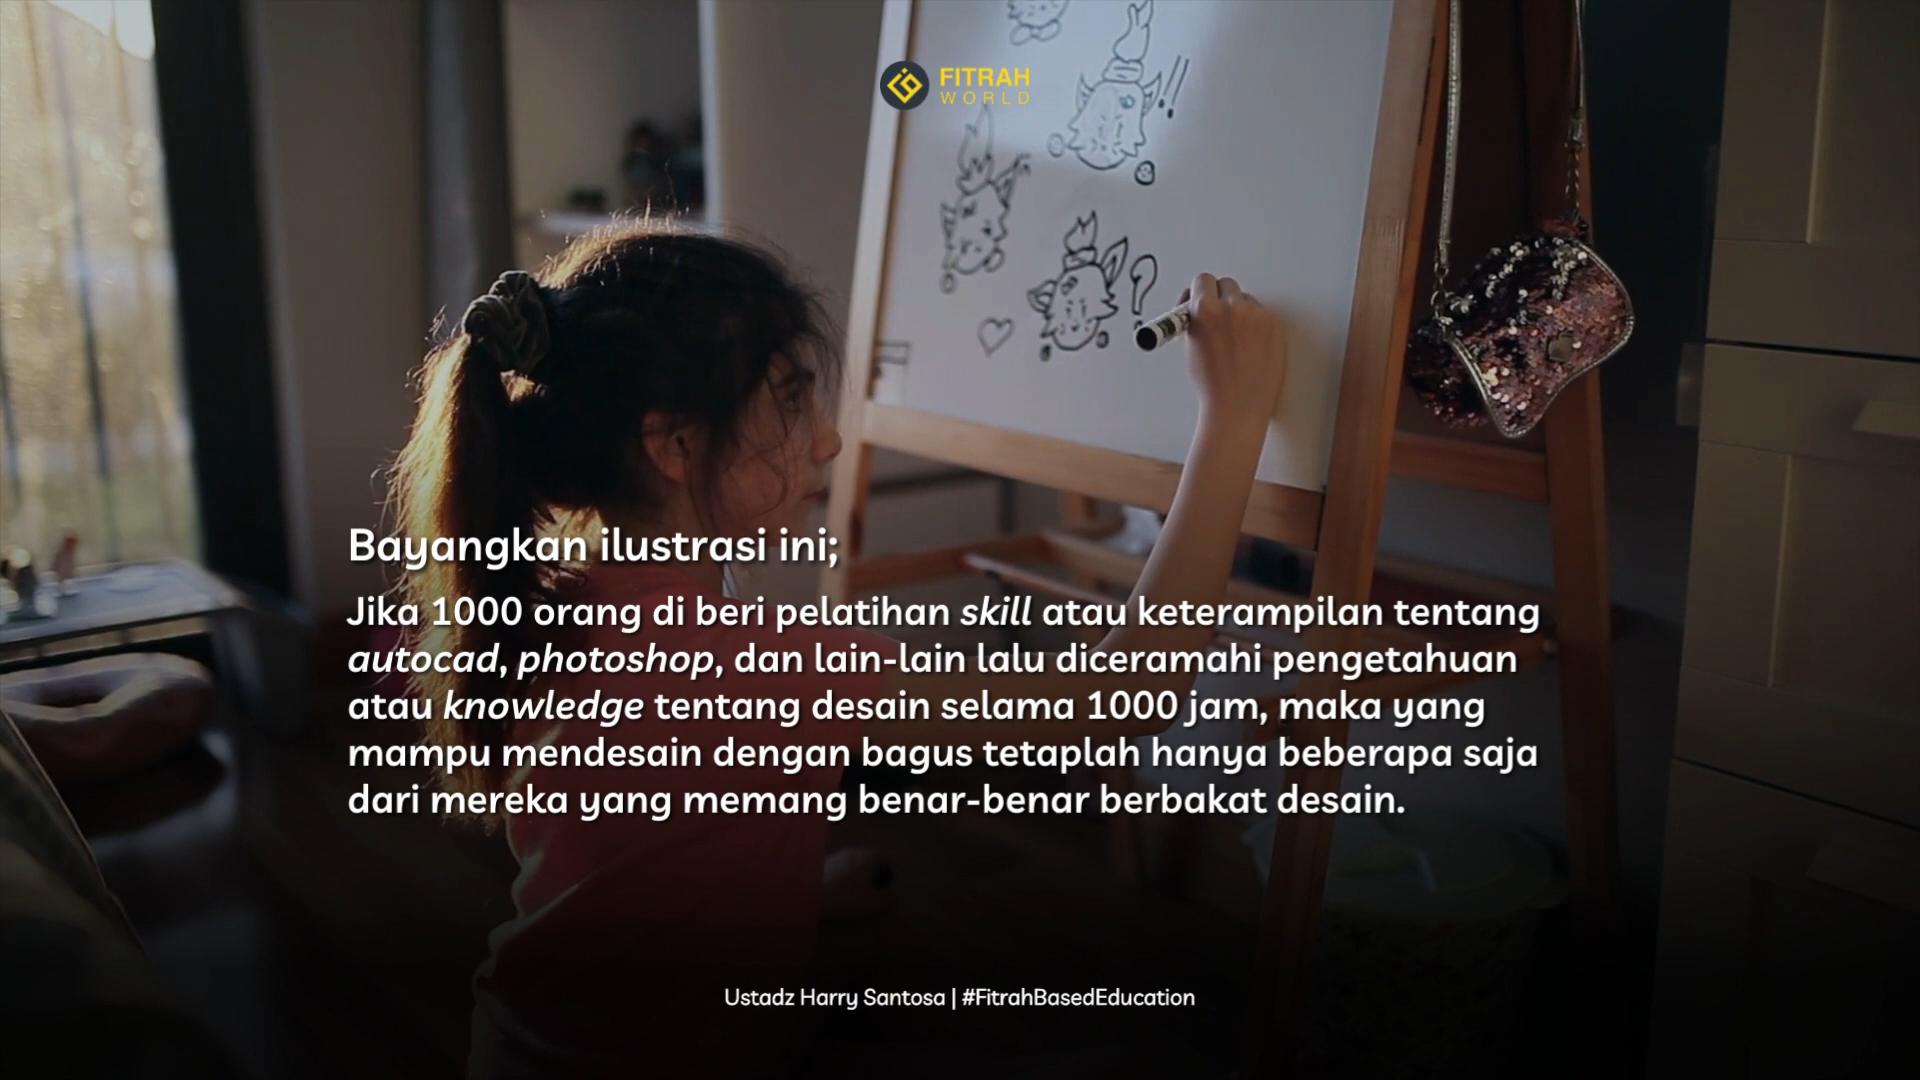 FITRAH
WORLD
Bayangkan ilustrasi ini;
Jika 1000 orang di beri pelatihan skill atau keterampilan tentang
autocad, photoshop, dan lain-lain lalu diceramahi pengetahuan
atau knowledge tentang desain selama 1000 jam, maka yang
mampu mendesain dengan bagus tetaplah hanya beberapa saja
dari mereka yang memang benar-benar berbakat desain.
Ustadz Harry Santosa | #FitrahBasedEducation